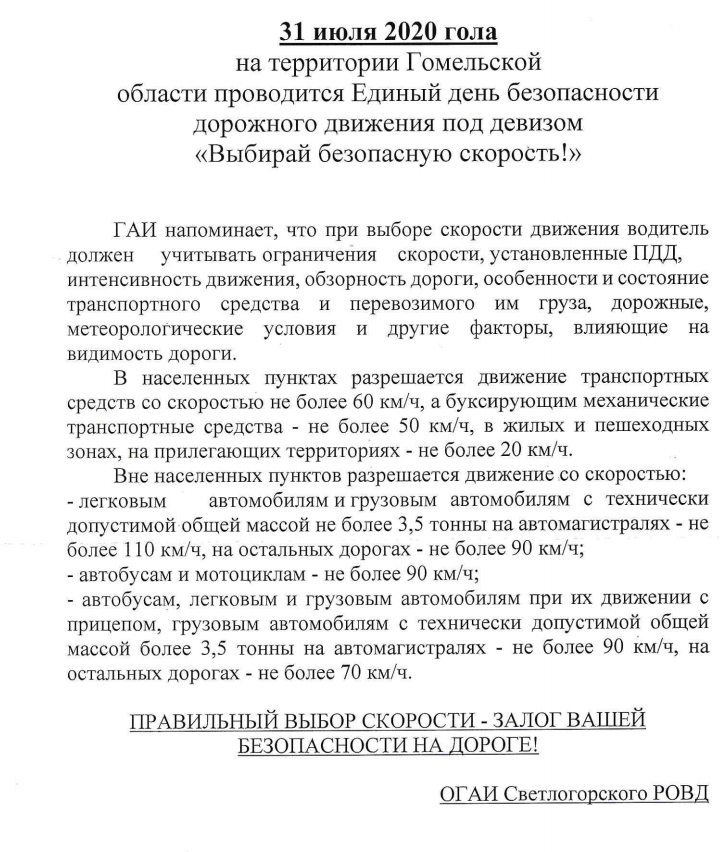 31 июля 2020 гола
на территории Гомельской
области проводится Единый день безопасности
дорожного движения под девизом
«Выбирай безопасную скорость!»
ГАИ напоминает, что при выборе скорости движения водитель
должен учитывать ограничения скорости, установленные ПДД,
интенсивность движения, обзорность дороги, особенности и состояние
транспортного средства и перевозимого им груза, дорожные,
метеорологические условия и другие факторы, влияющие на
видимость дороги.
В населенных пунктах разрешается движение транспортных
средств со скоростью не более 60 км/ч, а буксирующим механические
транспортные средства - не более 50 км/ч, в жилых и пешеходных
зонах, на прилегающих территориях - не более 20 км/ч.
Вне населенных пунктов разрешается движение со скоростью:
- легковым автомобилям и грузовым автомобилям с технически
допустимой общей массой не более 3,5 тонны на автомагистралях - не
более 110 км/ч, на остальных дорогах - не более 90 км/ч;
- автобусам и мотоциклам - не более 90 км/ч;
- автобусам, легковым и грузовым автомобилям при их движении с
прицепом, грузовым автомобилям с технически допустимой общей
массой более 3,5 тонны на автомагистралях - не более 90 км/ч, на
остальных дорогах - не более 70 км/ч.
ПРАВИЛЬНЫЙ ВЫБОР СКОРОСТИ - ЗАЛОГ ВАШЕЙ
БЕЗОПАСНОСТИ НА ДОРОГЕ!
ОГАИ Светлогорского РОВД